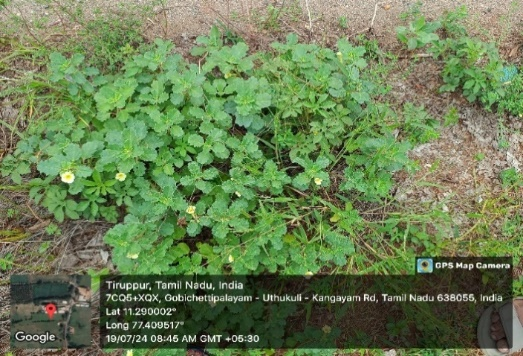 GPS Map Camera
Tiruppur, Tamil Nadu, India
7CQ5+XQX, Gobichettipalayam - Uthukuli - Kangayam Rd, Tamil Nadu 638055, India
Lat 11.290002°
Long 77.409517°
19/07/24 08:45 AM GMT +05:30
Google